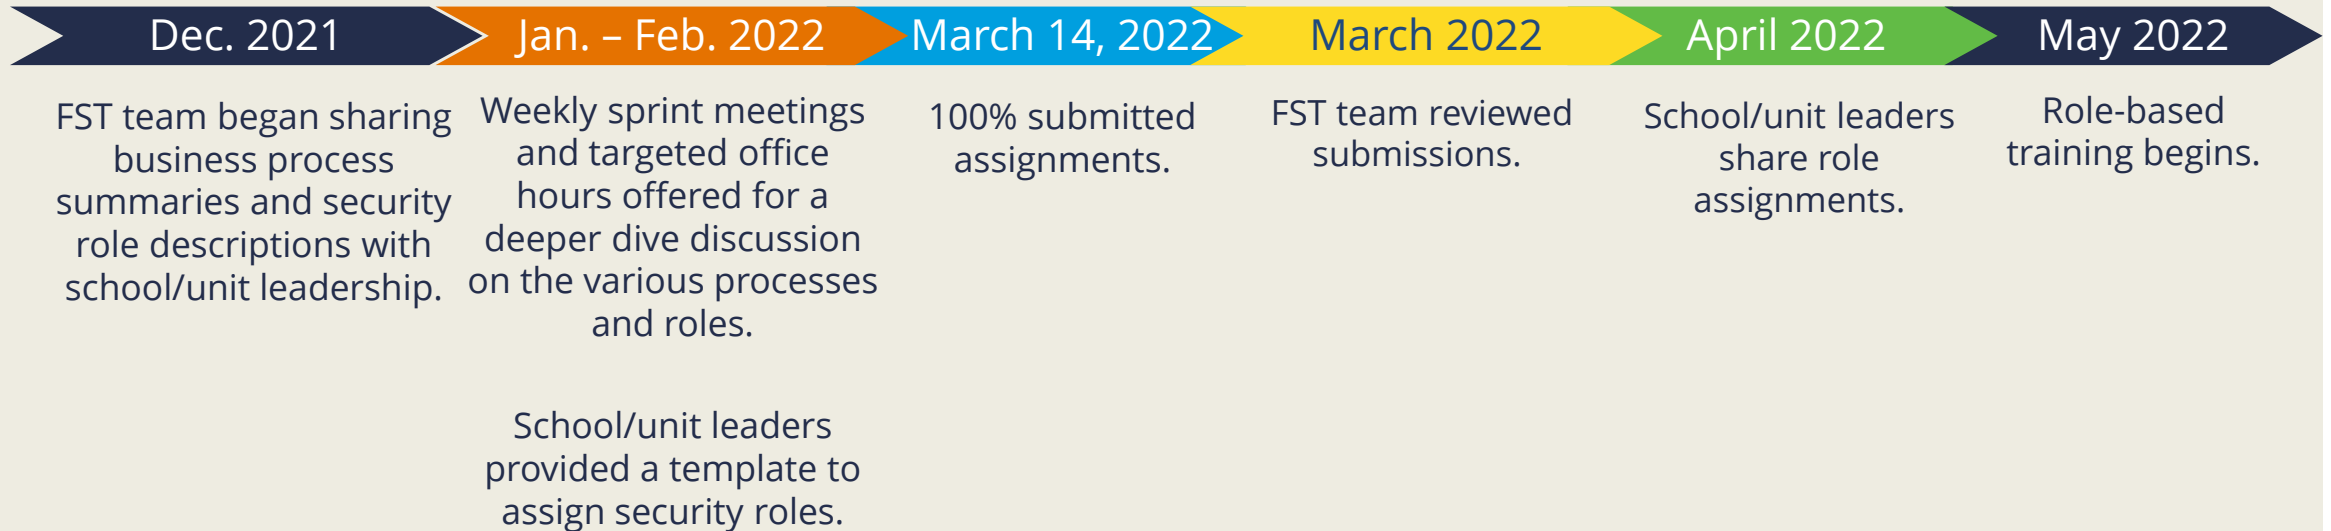 Dec. 2021
Jan. – Feb. 2022
March 14, 2022
March 2022
April 2022
May 2022
FST team began sharing
business process
summaries and security
role descriptions with
school/unit leadership.
Weekly sprint meetings
and targeted office
hours offered for a
deeper dive discussion
on the various processes
and roles.
School/unit leaders
provided a template to
assign security roles.
100% submitted
assignments.
FST team reviewed
submissions.
School/unit leaders
share role
assignments.
Role-based
training begins.